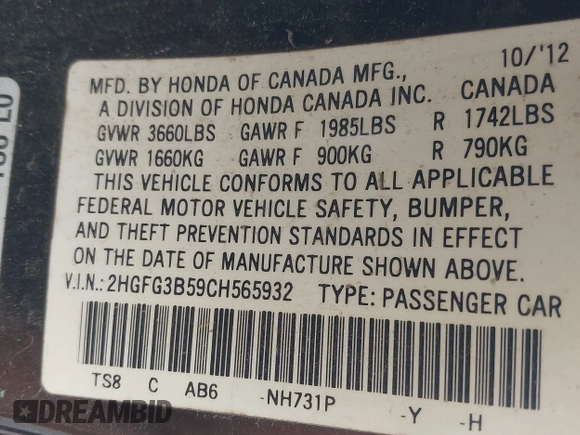 10/'12
MFD. BY HONDA OF CANADA MFG., CANADA
A DIVISION OF HONDA CANADA INC.
GVWR 3660LBS GAWR F 1985LBS R 1742LBS
GVWR 1660KG GAWR F 900KG R 790KG
THIS VEHICLE CONFORMS TO ALL APPLICABLE
FEDERAL MOTOR VEHICLE SAFETY, BUMPER,
AND THEFT PREVENTION STANDARDS IN EFFECT
ON THE DATE OF MANUFACTURE SHOWN ABOVE.
V.I.N.: 2HGFG3B59CH565932 TYPE: PASSENGER CAR
TS8 C AB6 -NH731P -Y -H
DREAMBID